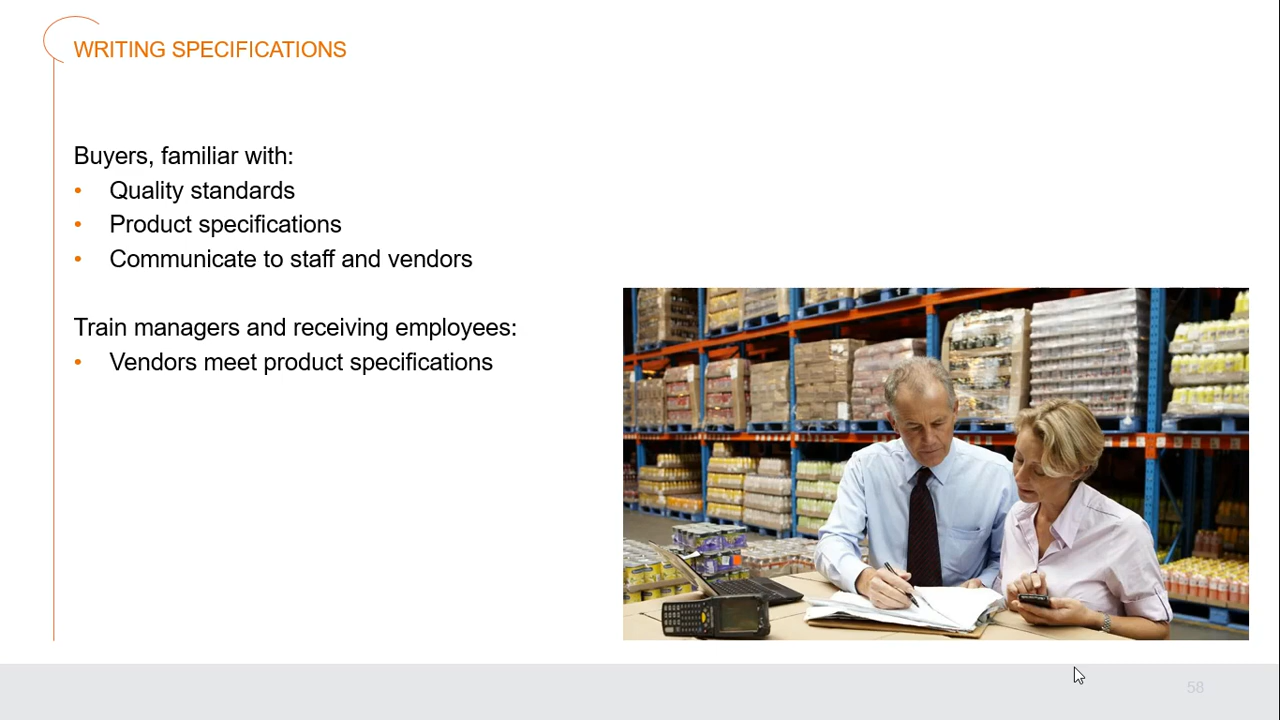 WRITING SPECIFICATIONS
Buyers, familiar with:
• Quality standards
• Product specifications
• Communicate to staff and vendors
Train managers and receiving employees:
• Vendors meet product specifications
58